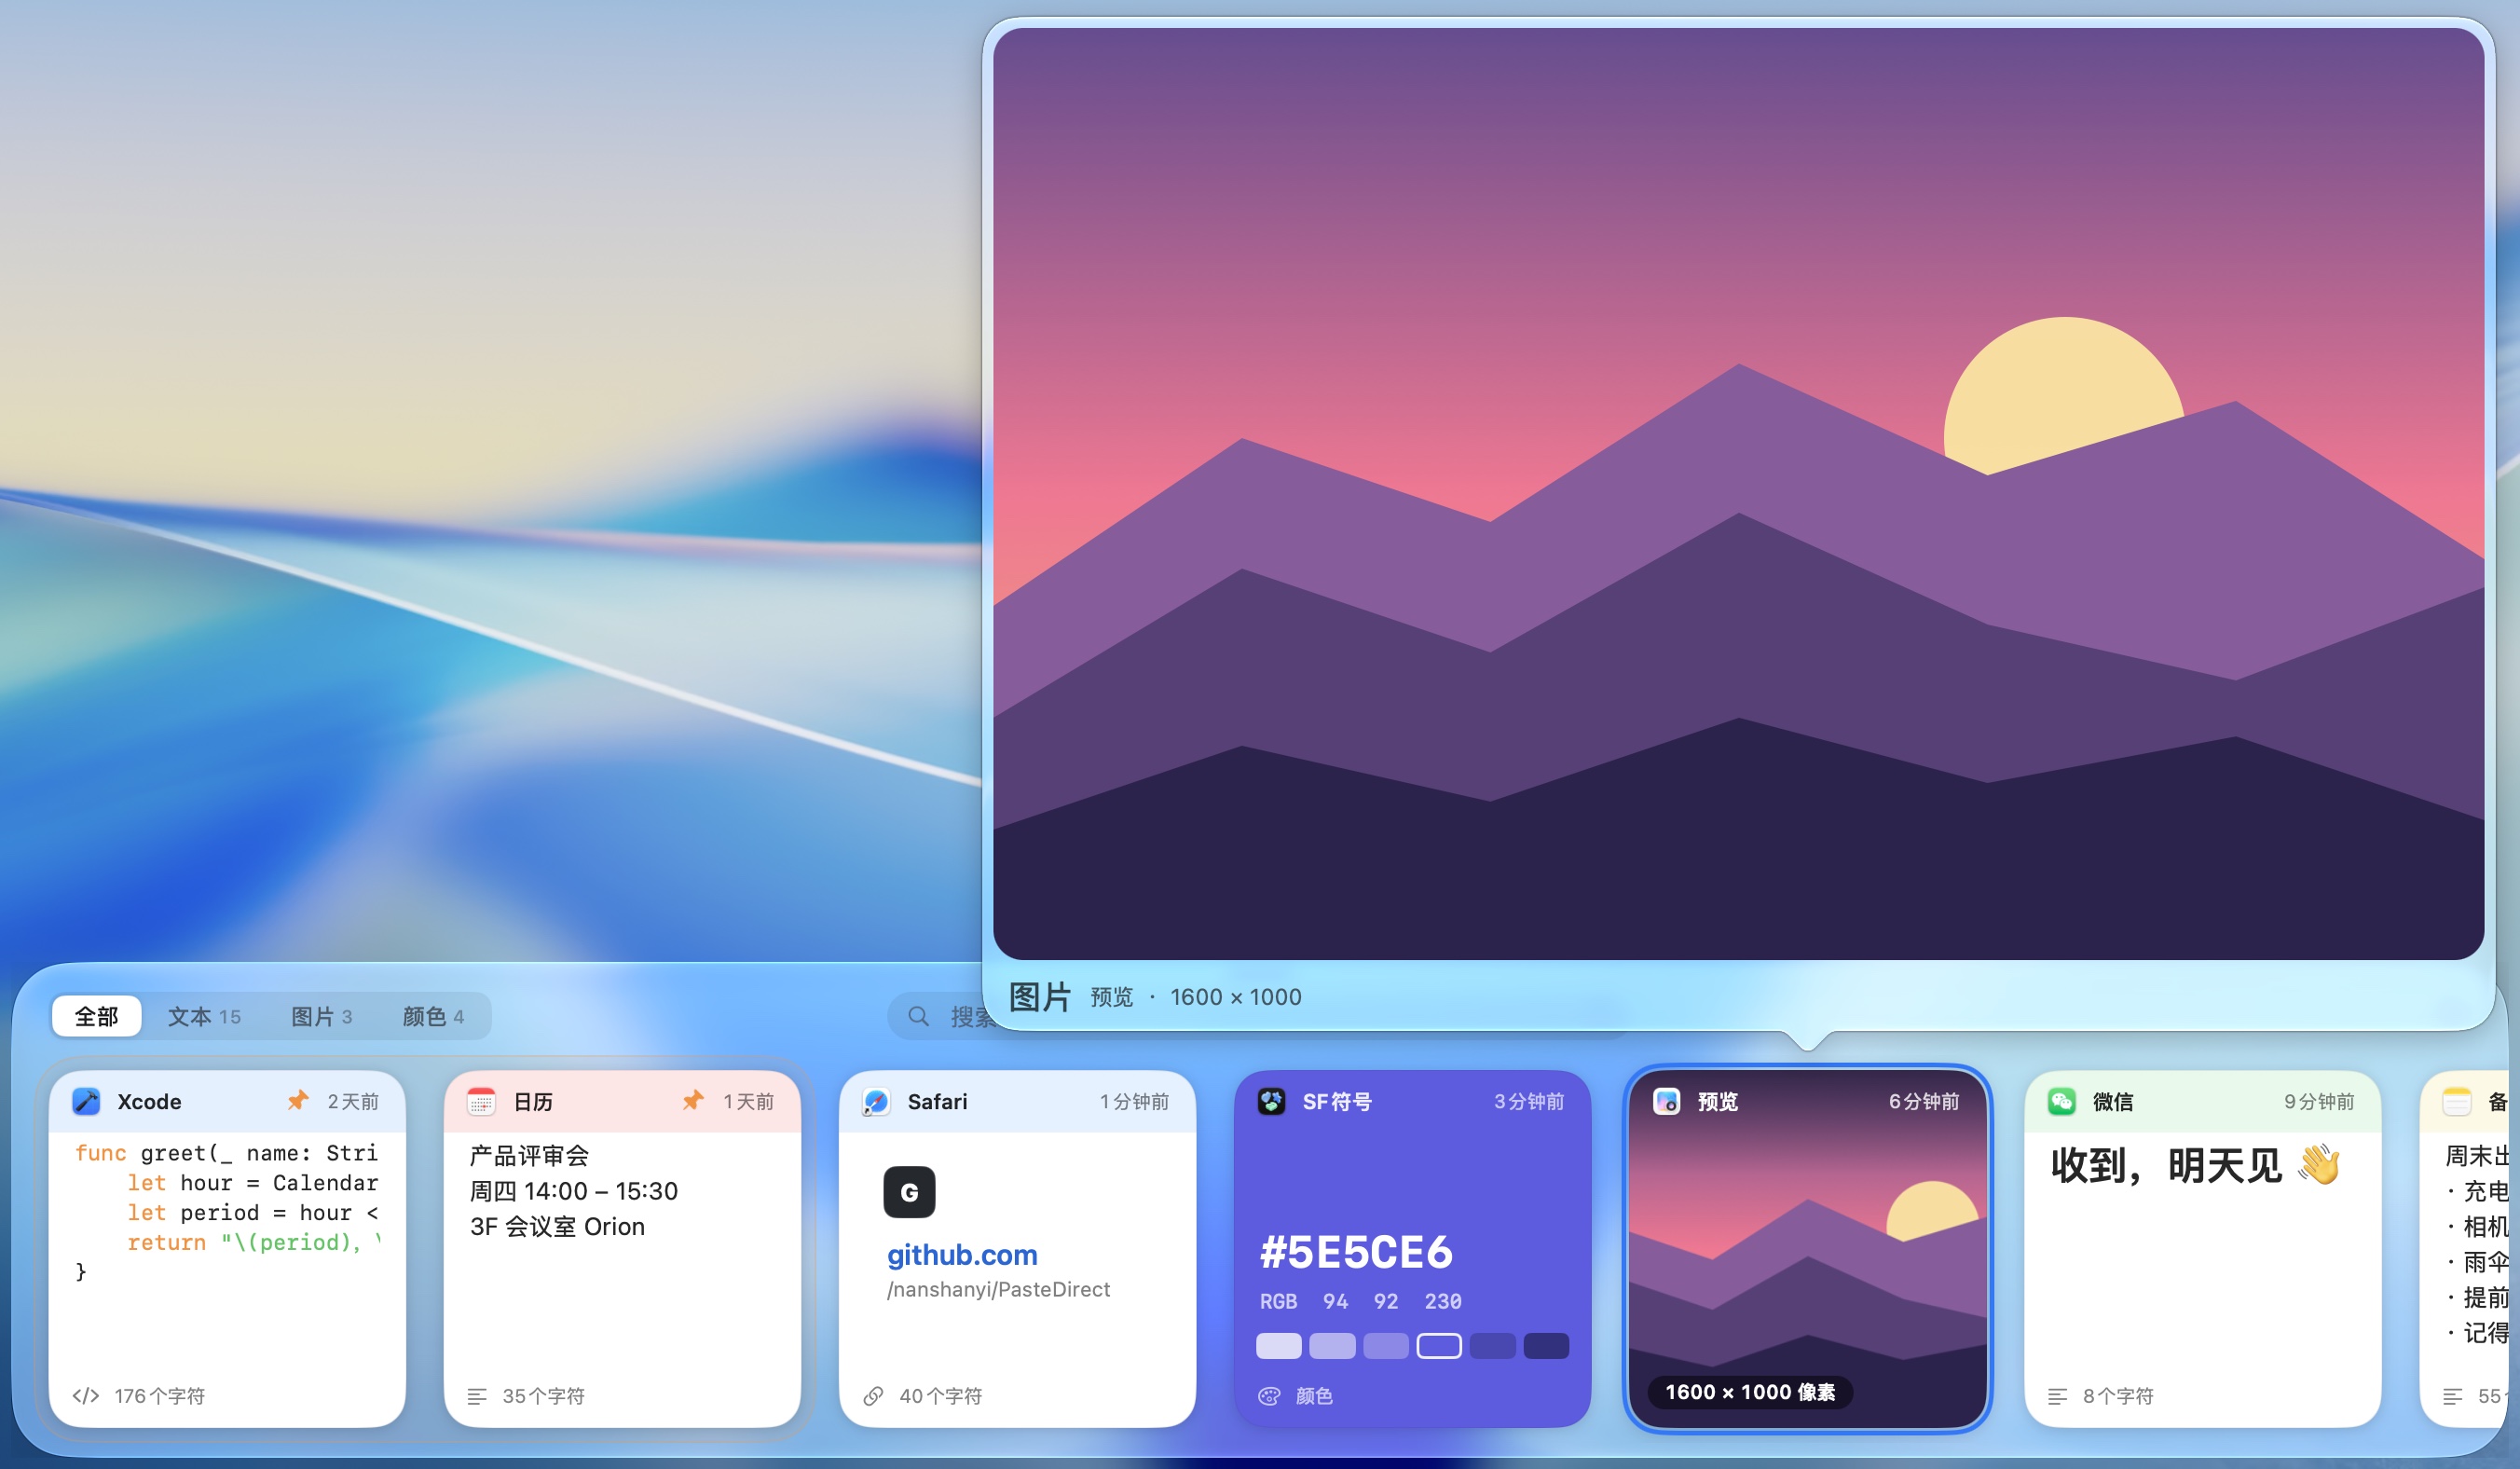 图片 预览 · 1600 × 1000
全部 文本 15 图片 3 颜色 4
搜索
Xcode 2天前
func greet(_ name: Stri
let hour = Calendar
let period = hour <
return "\(period), \
}
176个字符
日历 1天前
产品评审会
周四 14:00 – 15:30
3F 会议室 Orion
35个字符
Safari 1分钟前
G
github.com
/nanshanyi/PasteDirect
40个字符
SF符号 3分钟前
#5E5CE6
RGB 94 92 230
颜色
预览 6分钟前
1600 × 1000 像素
微信 9分钟前
收到，明天见 👋
8个字符
备
周末出
· 充电
· 相机
· 雨伞
· 提前
· 记得
55